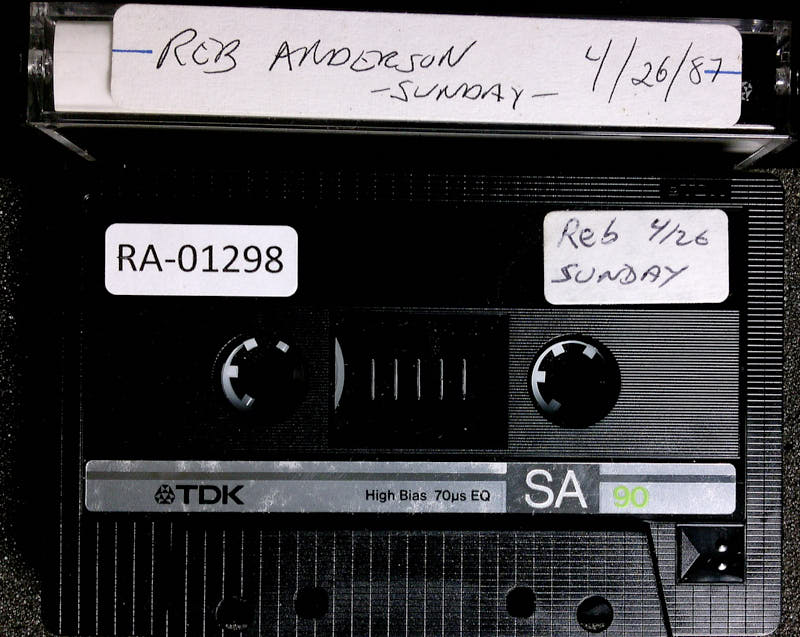 REB ANDERSON 4/26/87
-SUNDAY-
RA-01298
Reb 4/26
SUNDAY
TDK High Bias 70µs EQ SA 90